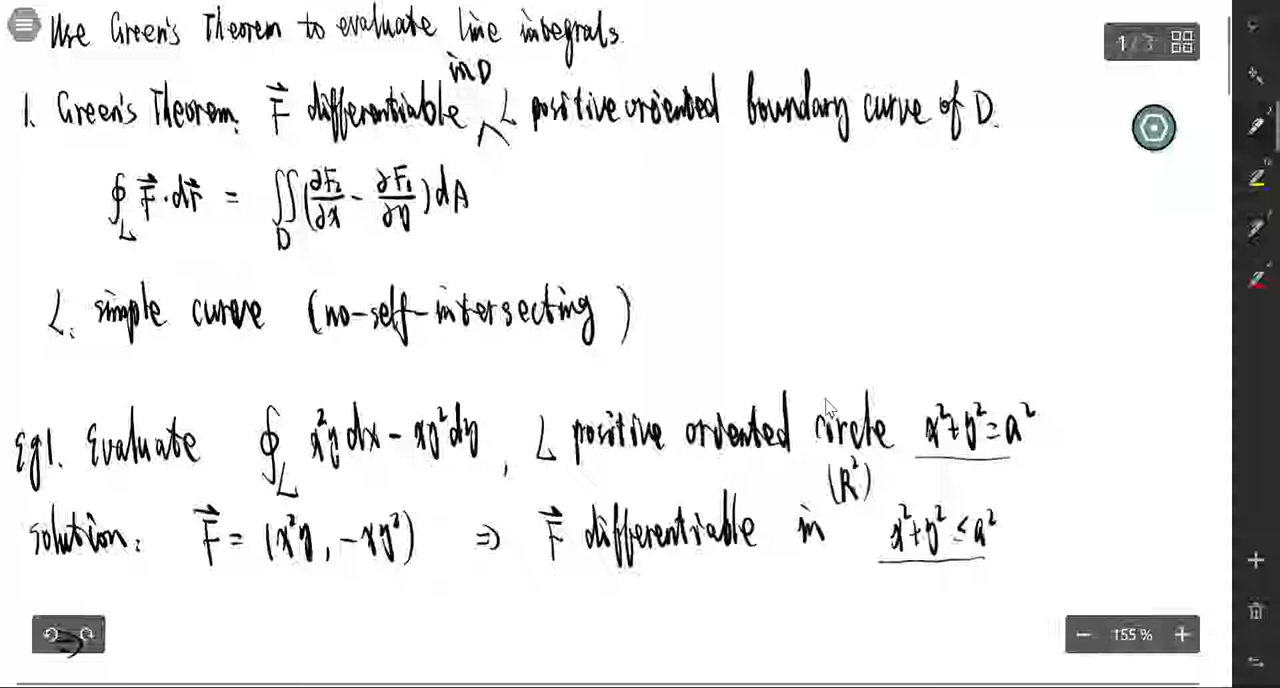 Use Green's Theorem to evaluate line integrals.
1 / 3
in D
1. Green's Theorem. F⃗ differentiable ∧ L positive oriented boundary curve of D.
∮_L F⃗ · dr⃗ = ∬_D (∂F₂/∂x - ∂F₁/∂y) dA
L. simple curve (no-self-intersecting)
Eg1. Evaluate ∮_L x²y dx - xy² dy, L positive oriented circle x²+y²=a²
(R²)
solution. F⃗ = (x²y, -xy²) ⇒ F⃗ differentiable in x²+y² ≤ a²
155 %